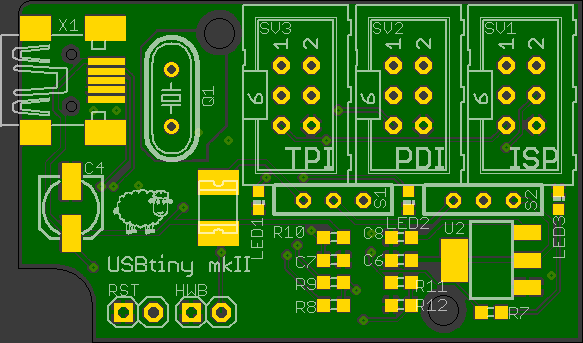 X1
SV3
SV2
SV1
1 2
1 2
1 2
6
6
6
Q1
TPI
PDI
ISP
C4
S1
S2
LED1
LED2
LED3
R10
C8
U2
USBtiny mkII
C7
C6
R9
R11
RST
HWB
R8
R12
R7